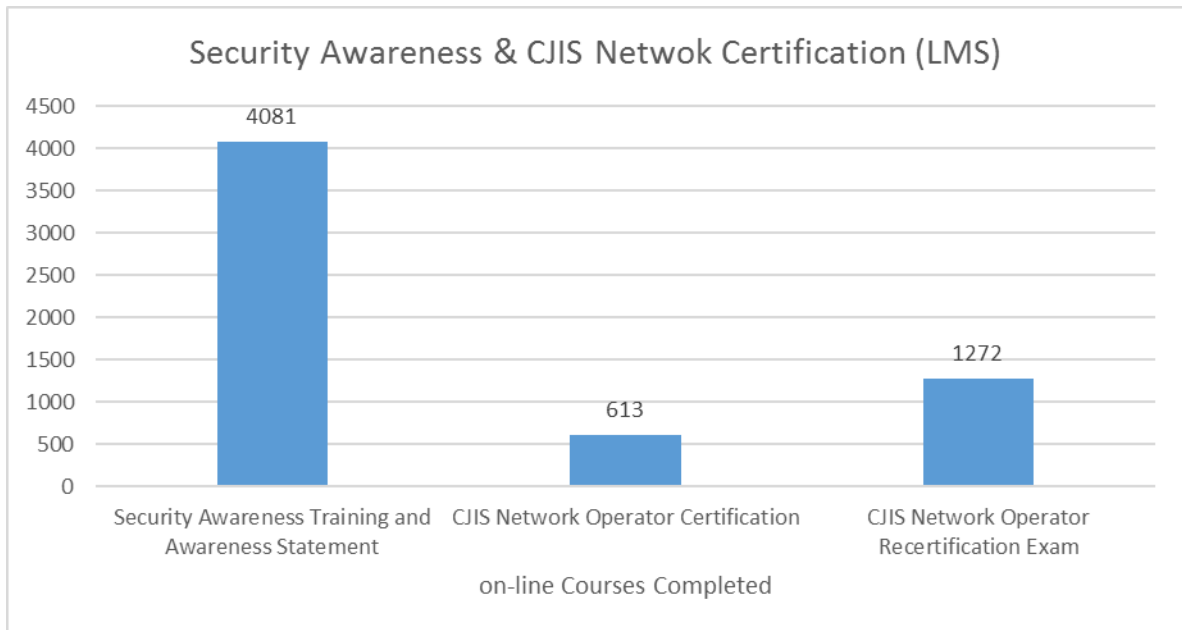 Security Awareness & CJIS Netwok Certification (LMS)
4500
4000
3500
3000
2500
2000
1500
1000
500
0
4081
613
1272
Security Awareness Training and
Awareness Statement
CJIS Network Operator Certification
CJIS Network Operator
Recertification Exam
on-line Courses Completed